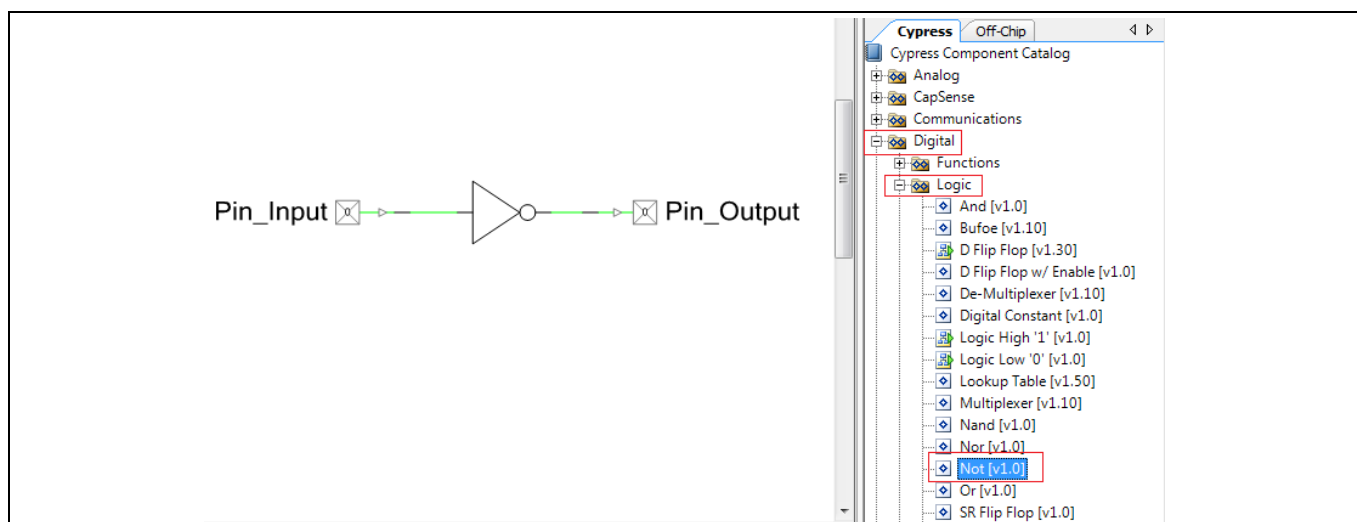 Pin_Input
0
0
Pin_Output
Cypress
Off-Chip
Cypress Component Catalog
Analog
CapSense
Communications
Digital
Functions
Logic
And [v1.0]
Bufoe [v1.10]
D Flip Flop [v1.30]
D Flip Flop w/ Enable [v1.0]
De-Multiplexer [v1.10]
Digital Constant [v1.0]
Logic High '1' [v1.0]
Logic Low '0' [v1.0]
Lookup Table [v1.50]
Multiplexer [v1.10]
Nand [v1.0]
Nor [v1.0]
Not [v1.0]
Or [v1.0]
SR Flip Flop [v1.0]